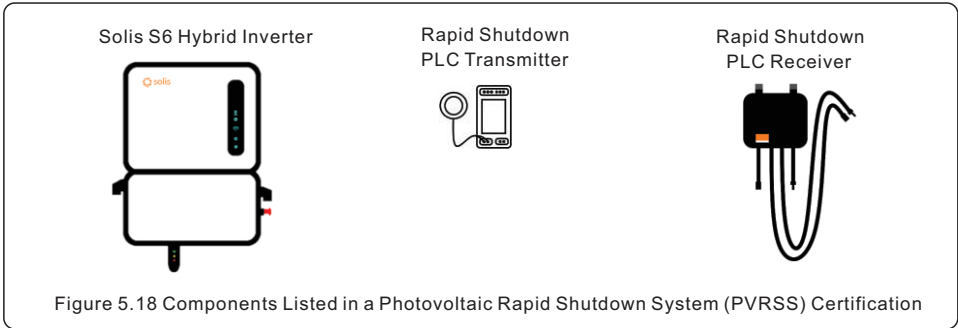 Solis S6 Hybrid Inverter
Rapid Shutdown
PLC Transmitter
Rapid Shutdown
PLC Receiver
solis
Figure 5.18 Components Listed in a Photovoltaic Rapid Shutdown System (PVRSS) Certification